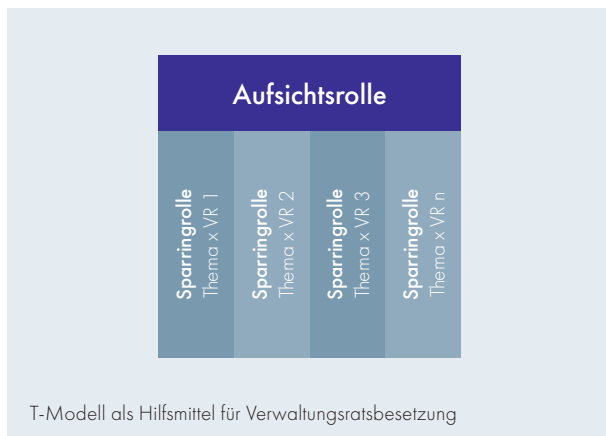 Aufsichtsrolle
Sparringrolle
Thema x VR 1
Sparringrolle
Thema x VR 2
Sparringrolle
Thema x VR 3
Sparringrolle
Thema x VR n
T-Modell als Hilfsmittel für Verwaltungsratsbesetzung